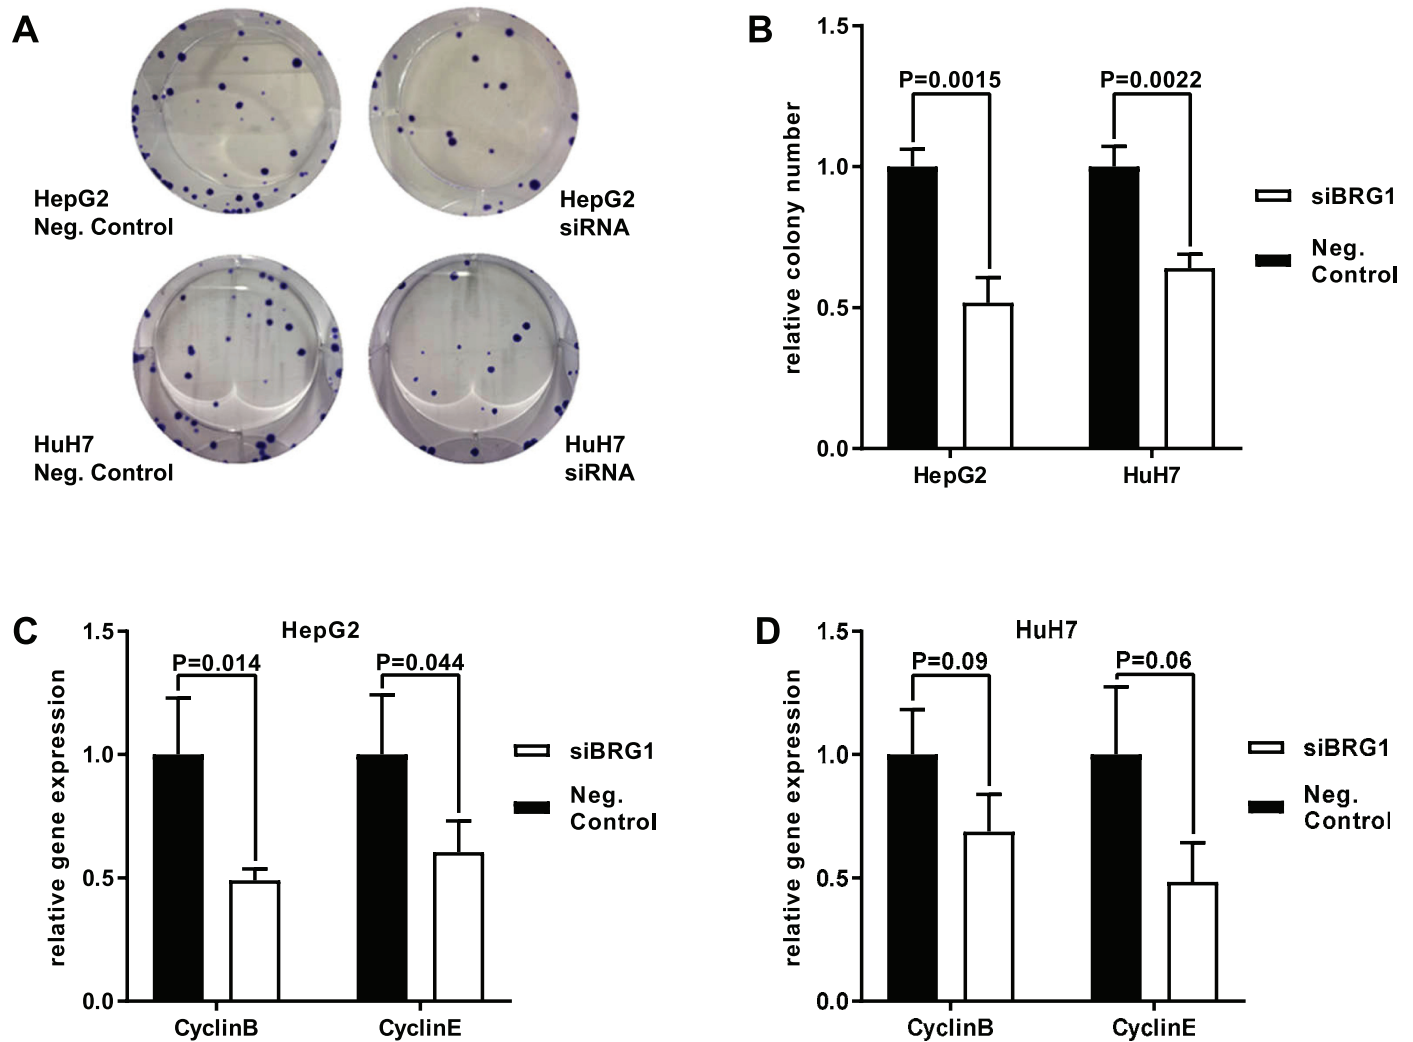 A
HepG2
Neg. Control
HepG2
siRNA
HuH7
Neg. Control
HuH7
siRNA
B
relative colony number
1.5
1.0
0.5
0.0
P=0.0015
P=0.0022
HepG2
HuH7
siBRG1
Neg.
Control
C
HepG2
relative gene expression
1.5
1.0
0.5
0.0
P=0.014
P=0.044
CyclinB
CyclinE
siBRG1
Neg.
Control
D
HuH7
relative gene expression
1.5
1.0
0.5
0.0
P=0.09
P=0.06
CyclinB
CyclinE
siBRG1
Neg.
Control